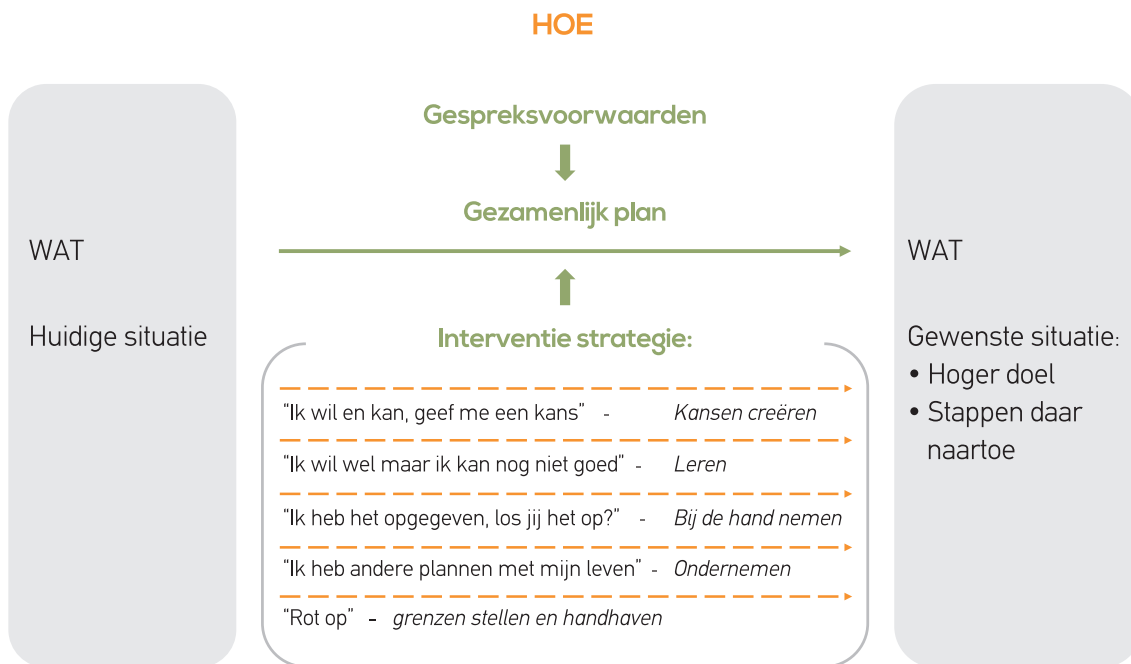 HOE
Gespreksvoorwaarden
Gezamenlijk plan
WAT
Huidige situatie
Interventie strategie:
“Ik wil en kan, geef me een kans” - Kansen creëren
“Ik wil wel maar ik kan nog niet goed” - Leren
“Ik heb het opgegeven, los jij het op?” - Bij de hand nemen
“Ik heb andere plannen met mijn leven” - Ondernemen
“Rot op” - grenzen stellen en handhaven
WAT
Gewenste situatie:
• Hoger doel
• Stappen daar
naartoe